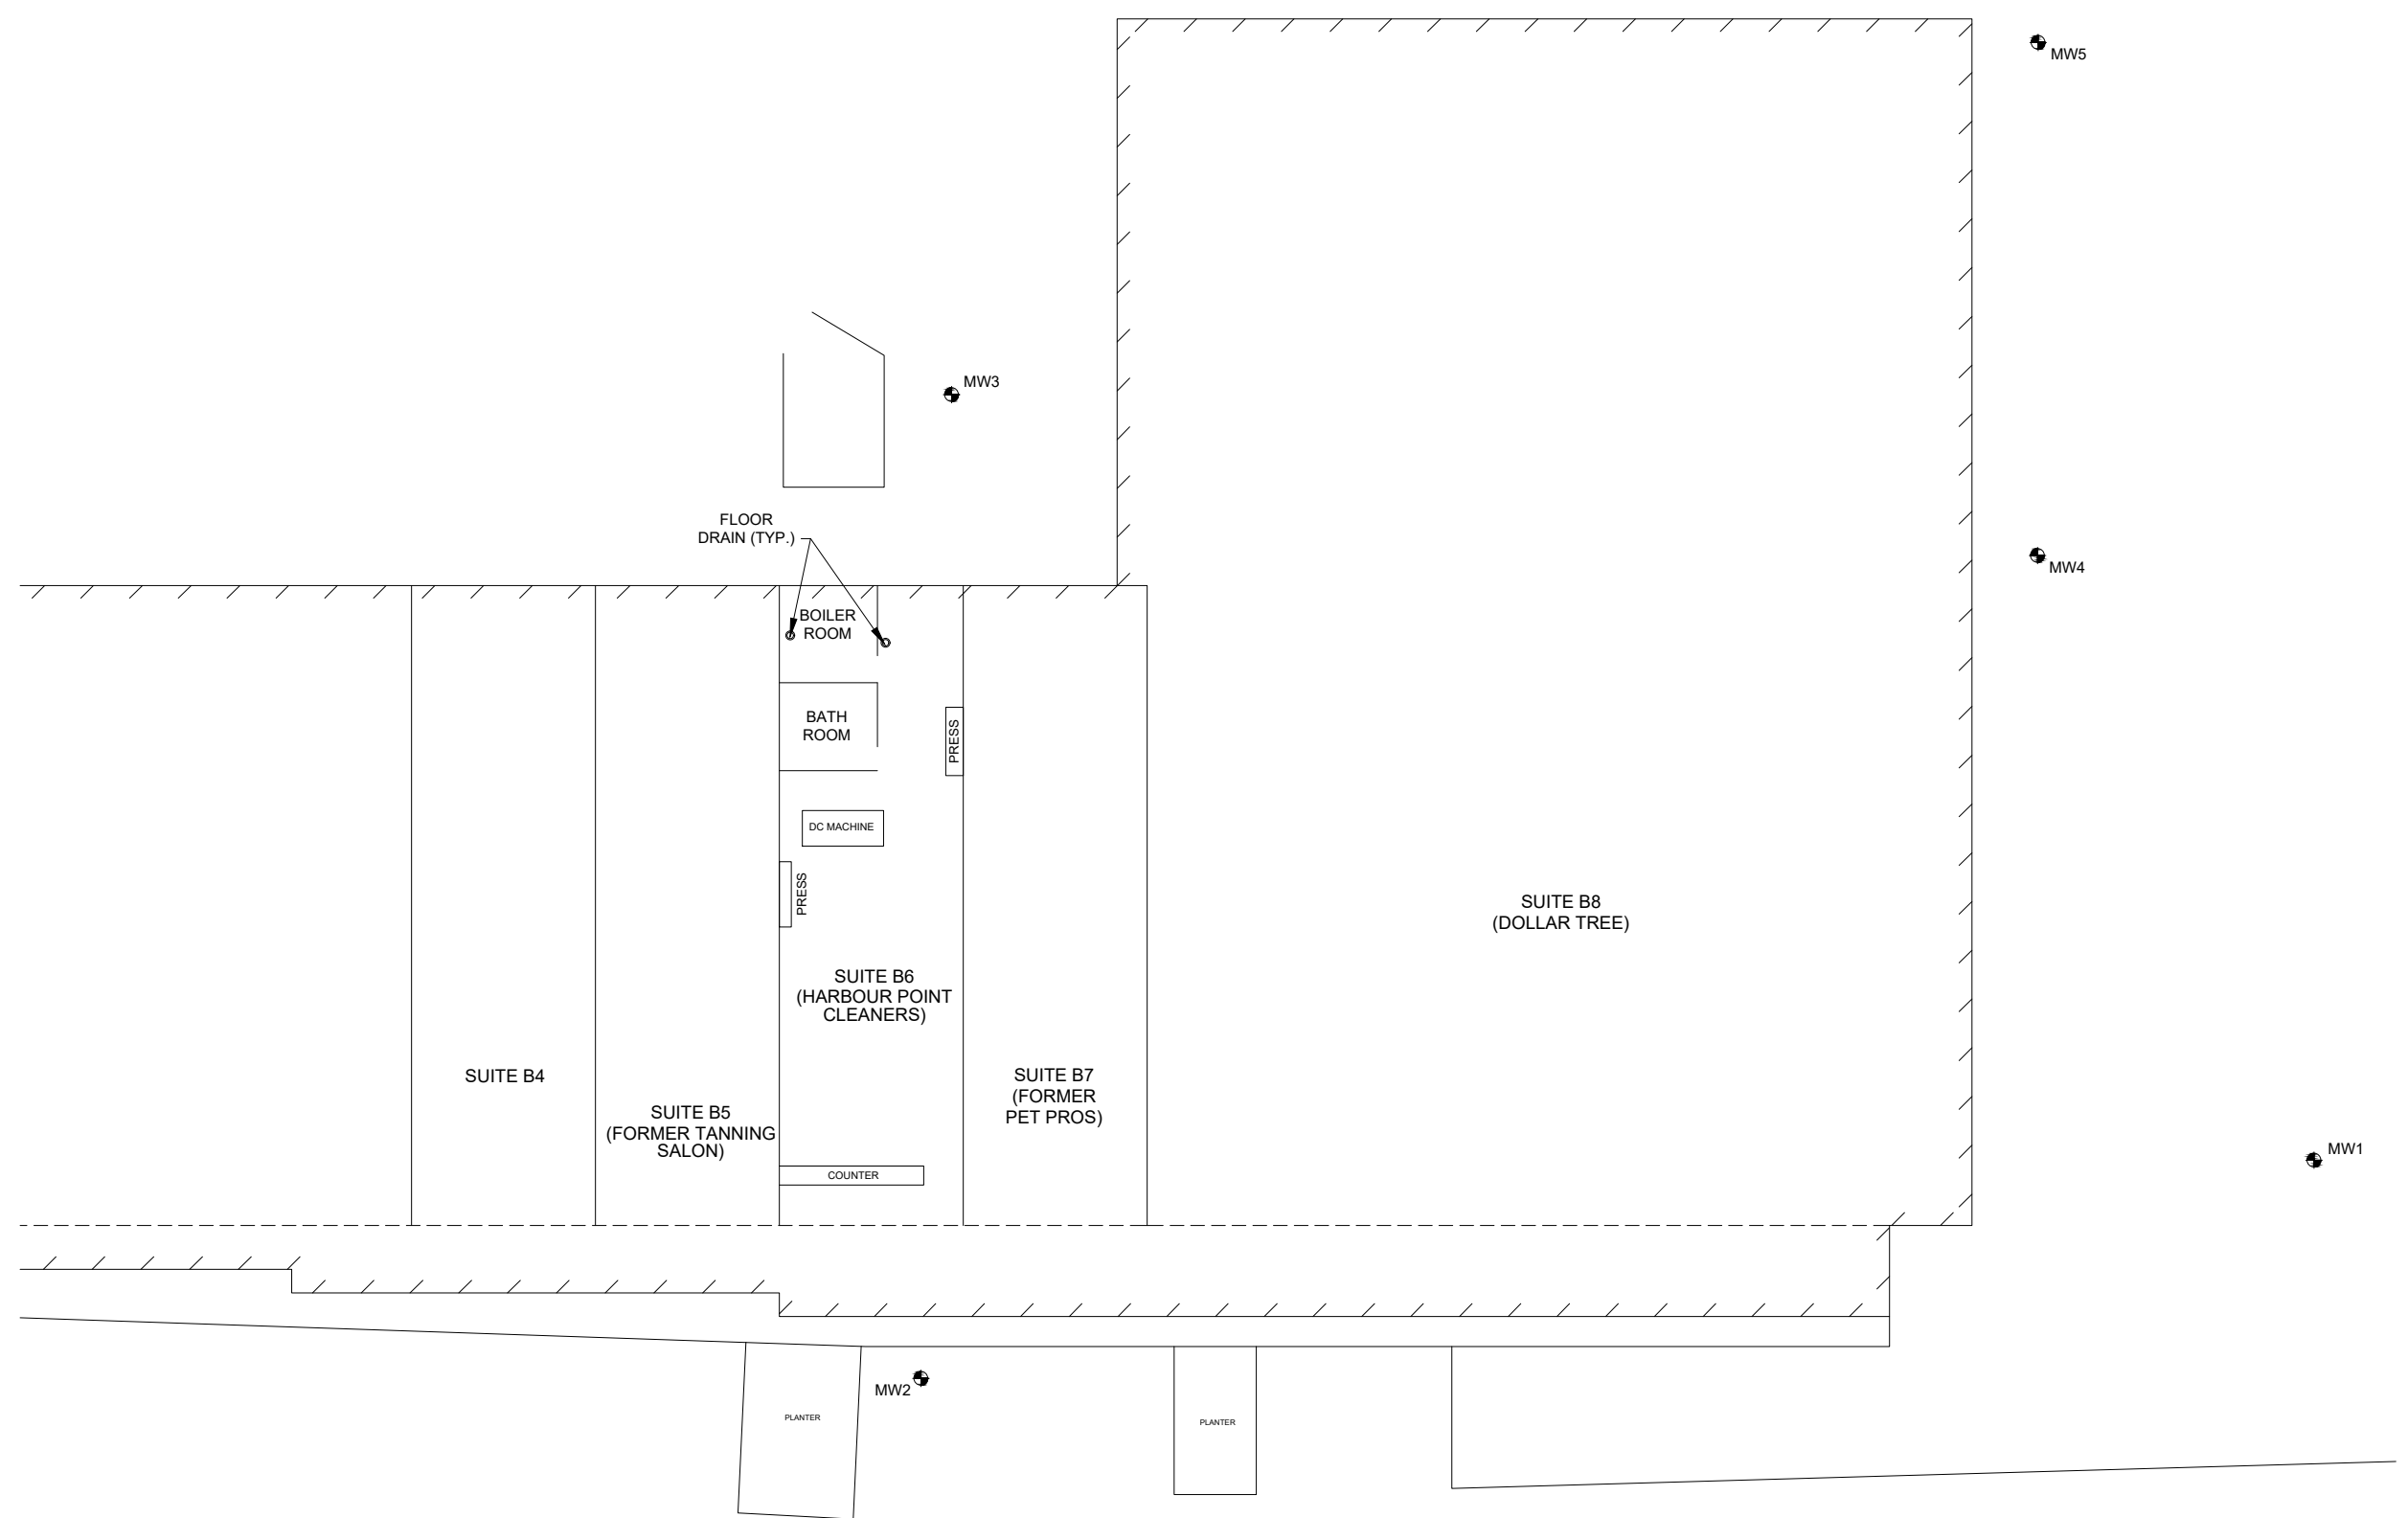 MW5
MW3
FLOOR
DRAIN (TYP.)
MW4
BOILER
ROOM
BATH
ROOM
PRESS
DC MACHINE
PRESS
SUITE B8
(DOLLAR TREE)
SUITE B6
(HARBOUR POINT
CLEANERS)
SUITE B4
SUITE B7
(FORMER
PET PROS)
SUITE B5
(FORMER TANNING
SALON)
MW1
COUNTER
MW2
PLANTER
PLANTER